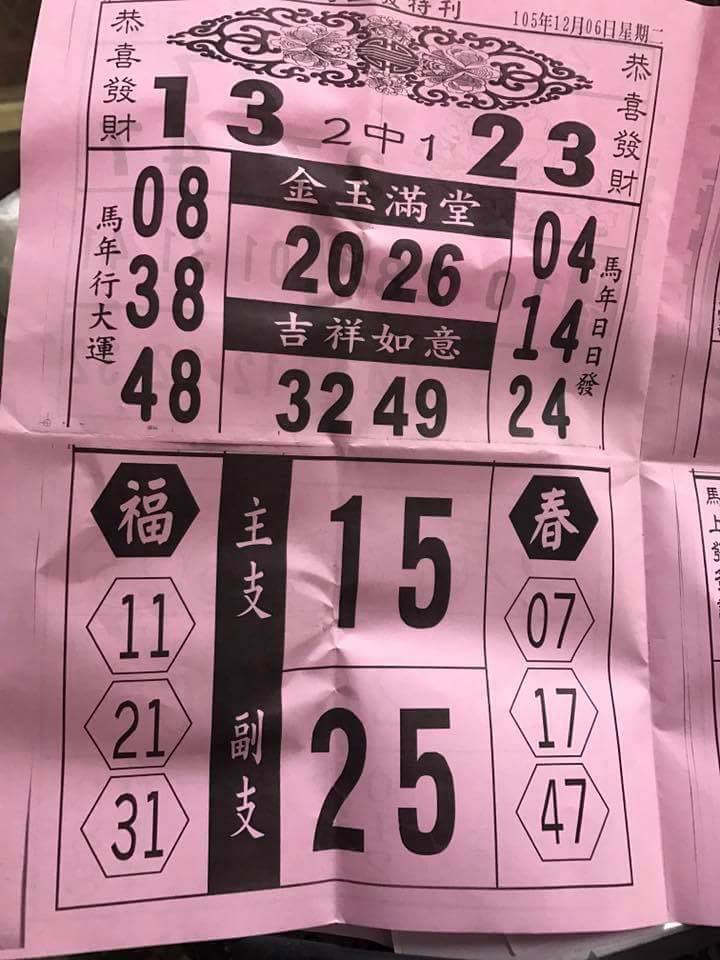 特刊
105年12月06日星期二
恭喜發財
13 2中1 23
恭喜發財
馬年行大運
08
38
48
金玉滿堂
20 26
吉祥如意
32 49
04
14
24
馬年日日發
福
11
21
31
主支
15
副支
25
春
07
17
47
馬上發